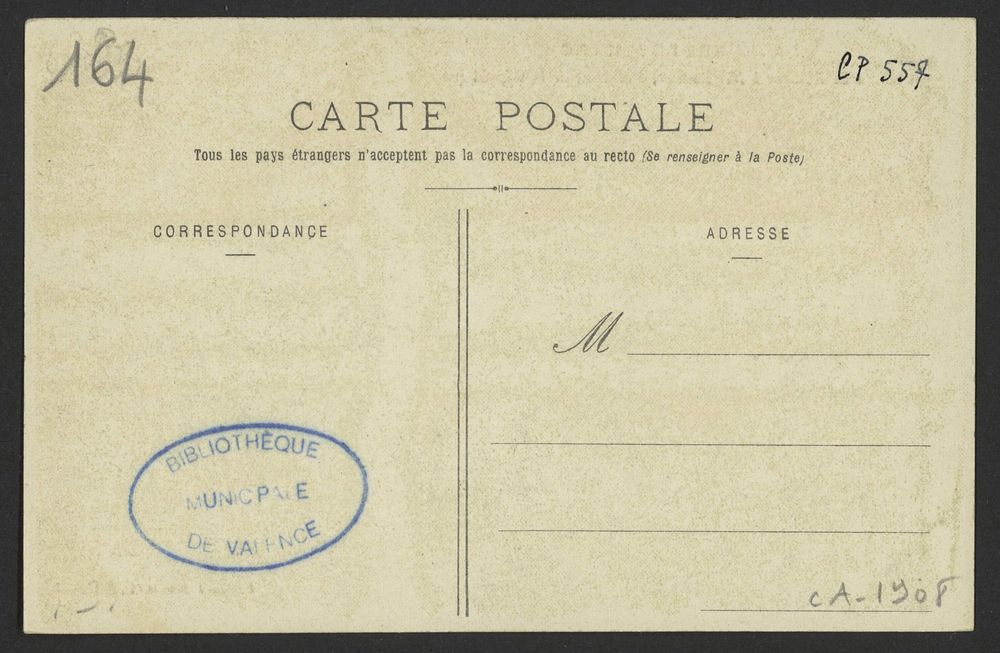 164
CP 557
CARTE POSTALE
Tous les pays étrangers n'acceptent pas la correspondance au recto (Se renseigner à la Poste)
CORRESPONDANCE
ADRESSE
M
BIBLIOTHÈQUE
MUNICIPALE
DE VALENCE
CA-1908